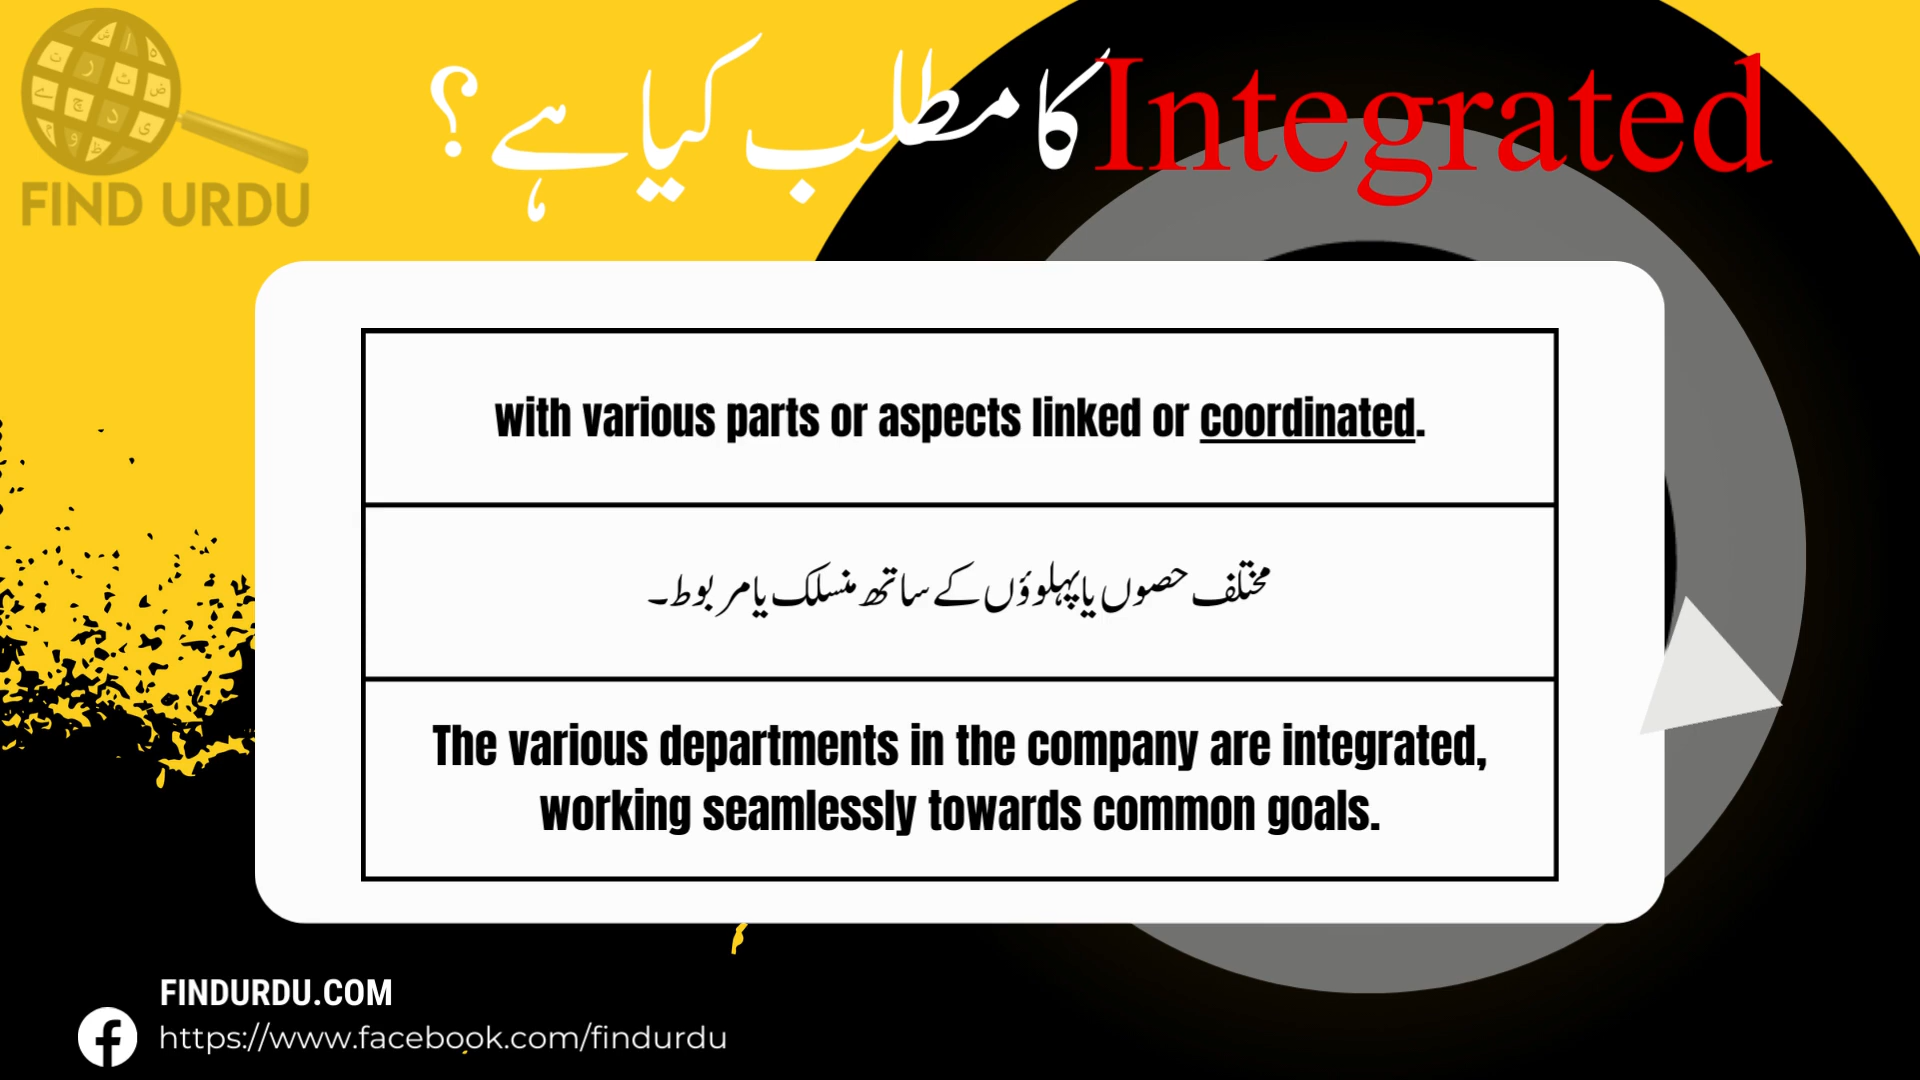 FIND URDU
Integrated کا مطلب کیا ہے؟
with various parts or aspects linked or coordinated.
مختلف حصوں یا پہلوؤں کے ساتھ منسلک یا مربوط۔
The various departments in the company are integrated,
working seamlessly towards common goals.
FINDURDU.COM
https://www.facebook.com/findurdu